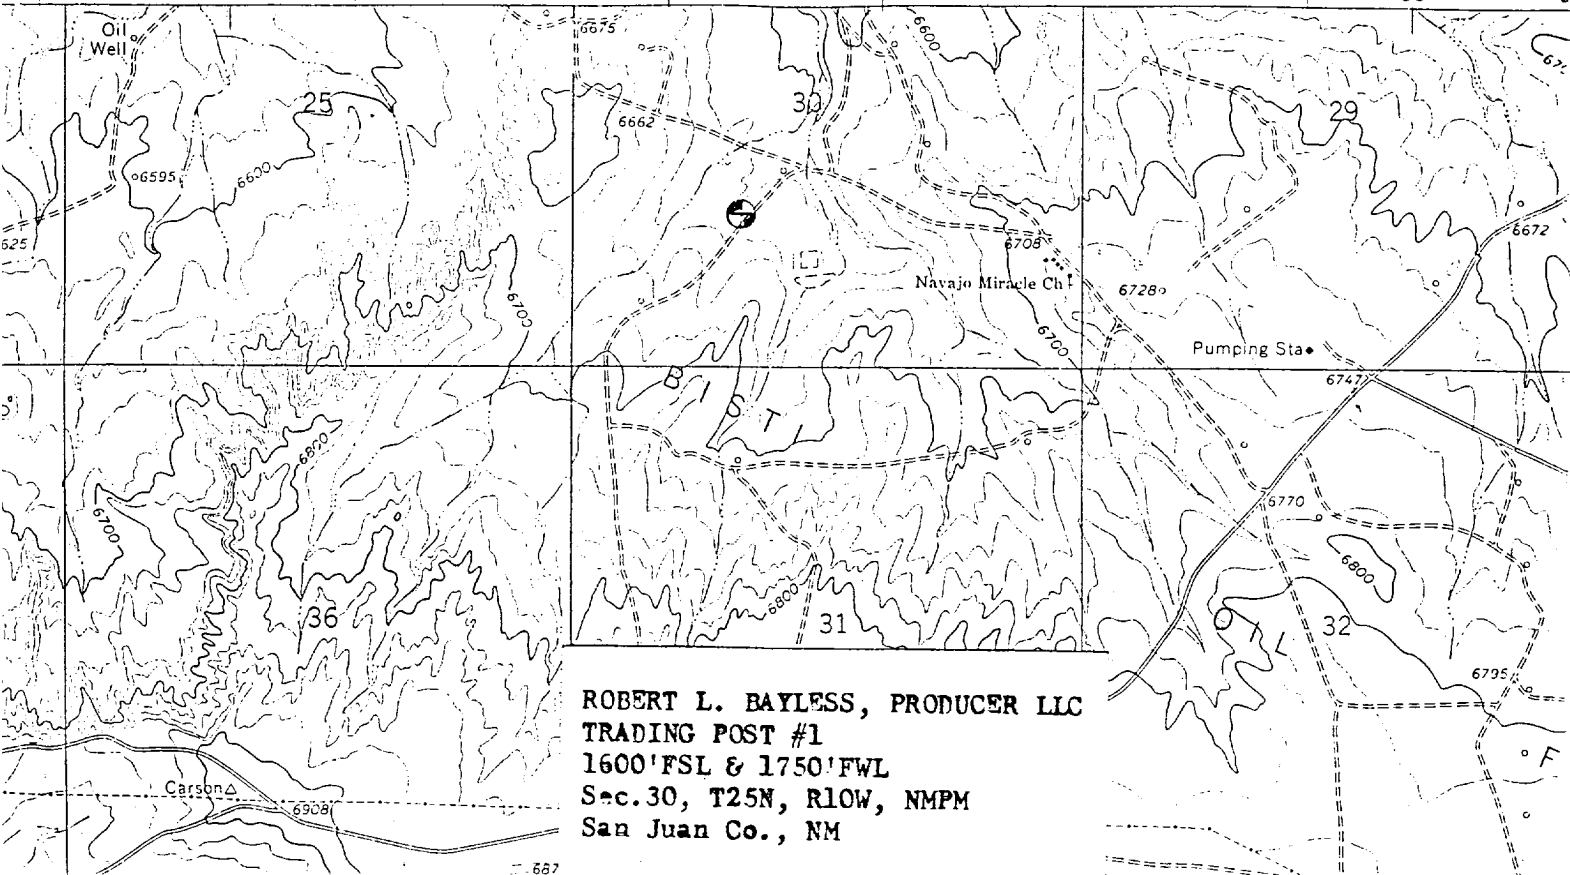 Oil
Well
6675
6600
25
30
29
6662
6595
6600
625
6708
6672
Navajo Miracle Ch
6728
6700
6700
Pumping Sta
6747
B I S T I
6800
6700
6770
6800
6800
36
31
O I L
32
6795
F
ROBERT L. BAYLESS, PRODUCER LLC
TRADING POST #1
1600'FSL & 1750'FWL
Sec.30, T25N, R10W, NMPM
San Juan Co., NM
Carson
6908
687